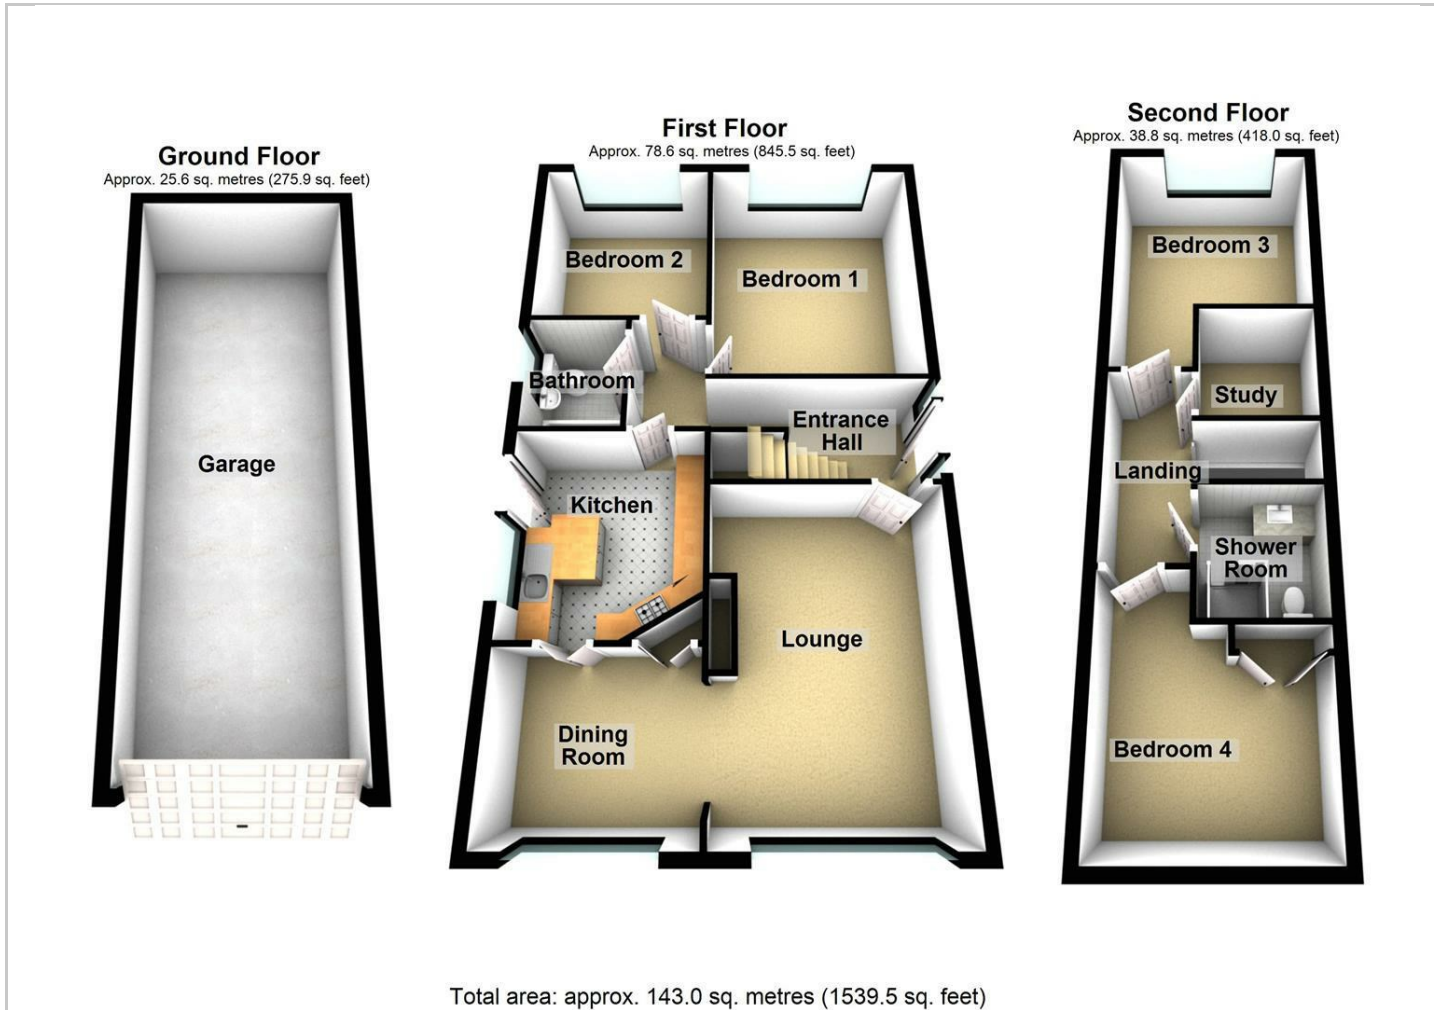 Ground Floor
Approx. 25.6 sq. metres (275.9 sq. feet)
Garage
First Floor
Approx. 78.6 sq. metres (845.5 sq. feet)
Bedroom 2
Bedroom 1
Bathroom
Entrance
Hall
Kitchen
Lounge
Dining
Room
Second Floor
Approx. 38.8 sq. metres (418.0 sq. feet)
Bedroom 3
Study
Landing
Shower
Room
Bedroom 4
Total area: approx. 143.0 sq. metres (1539.5 sq. feet)